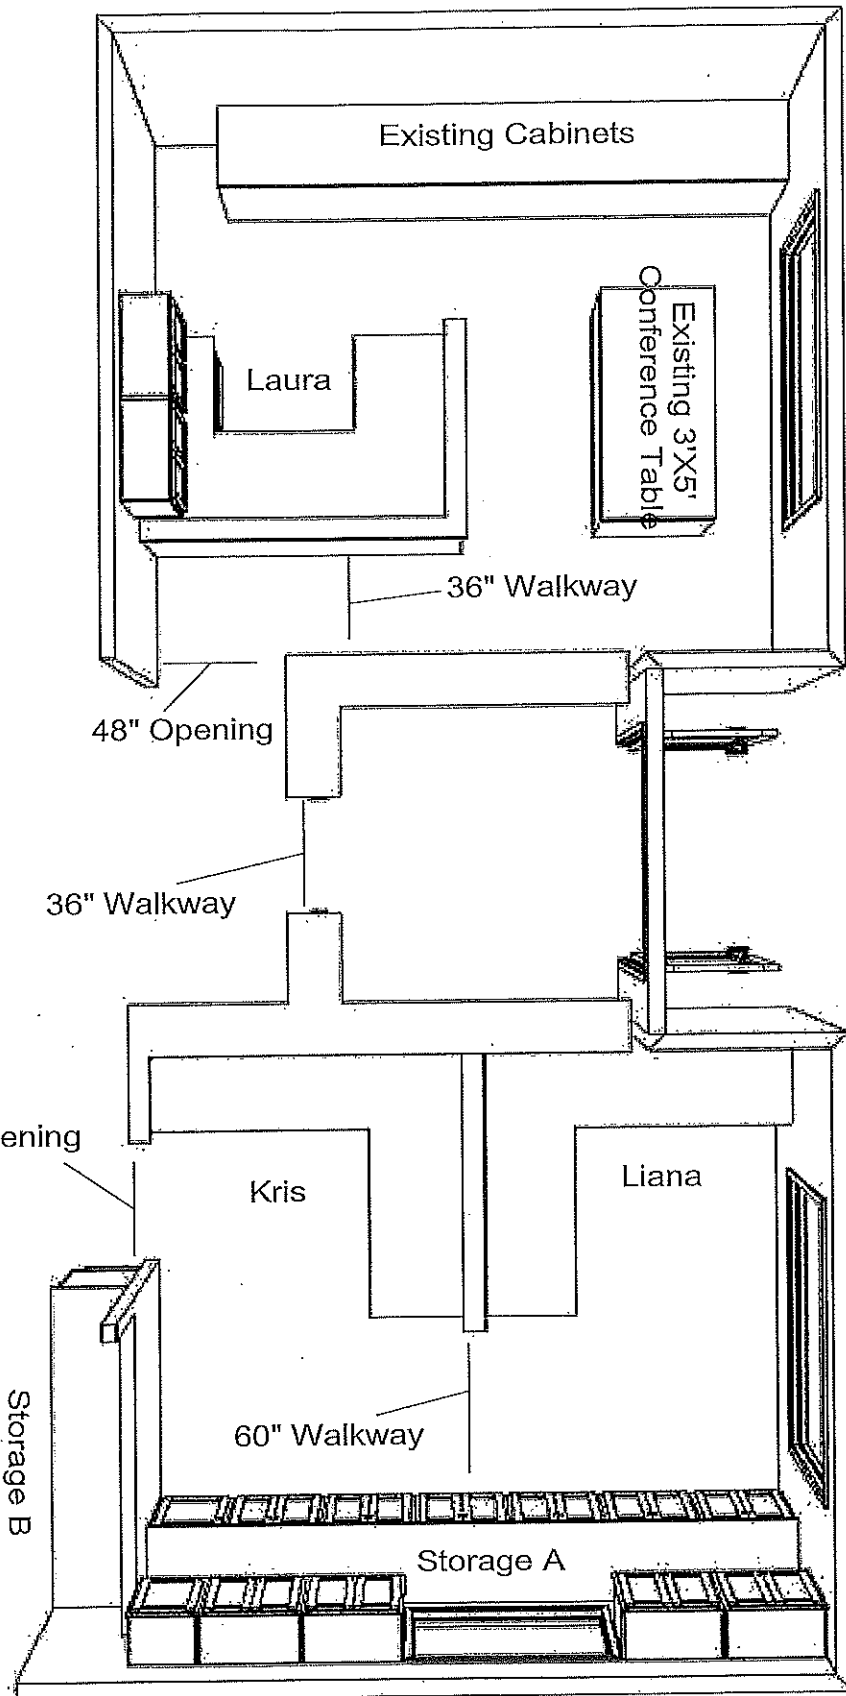 Existing Cabinets
Existing 3'X5'
Conference Table
Laura
36" Walkway
48" Opening
36" Walkway
ening
Kris
Liana
60" Walkway
Storage B
Storage A